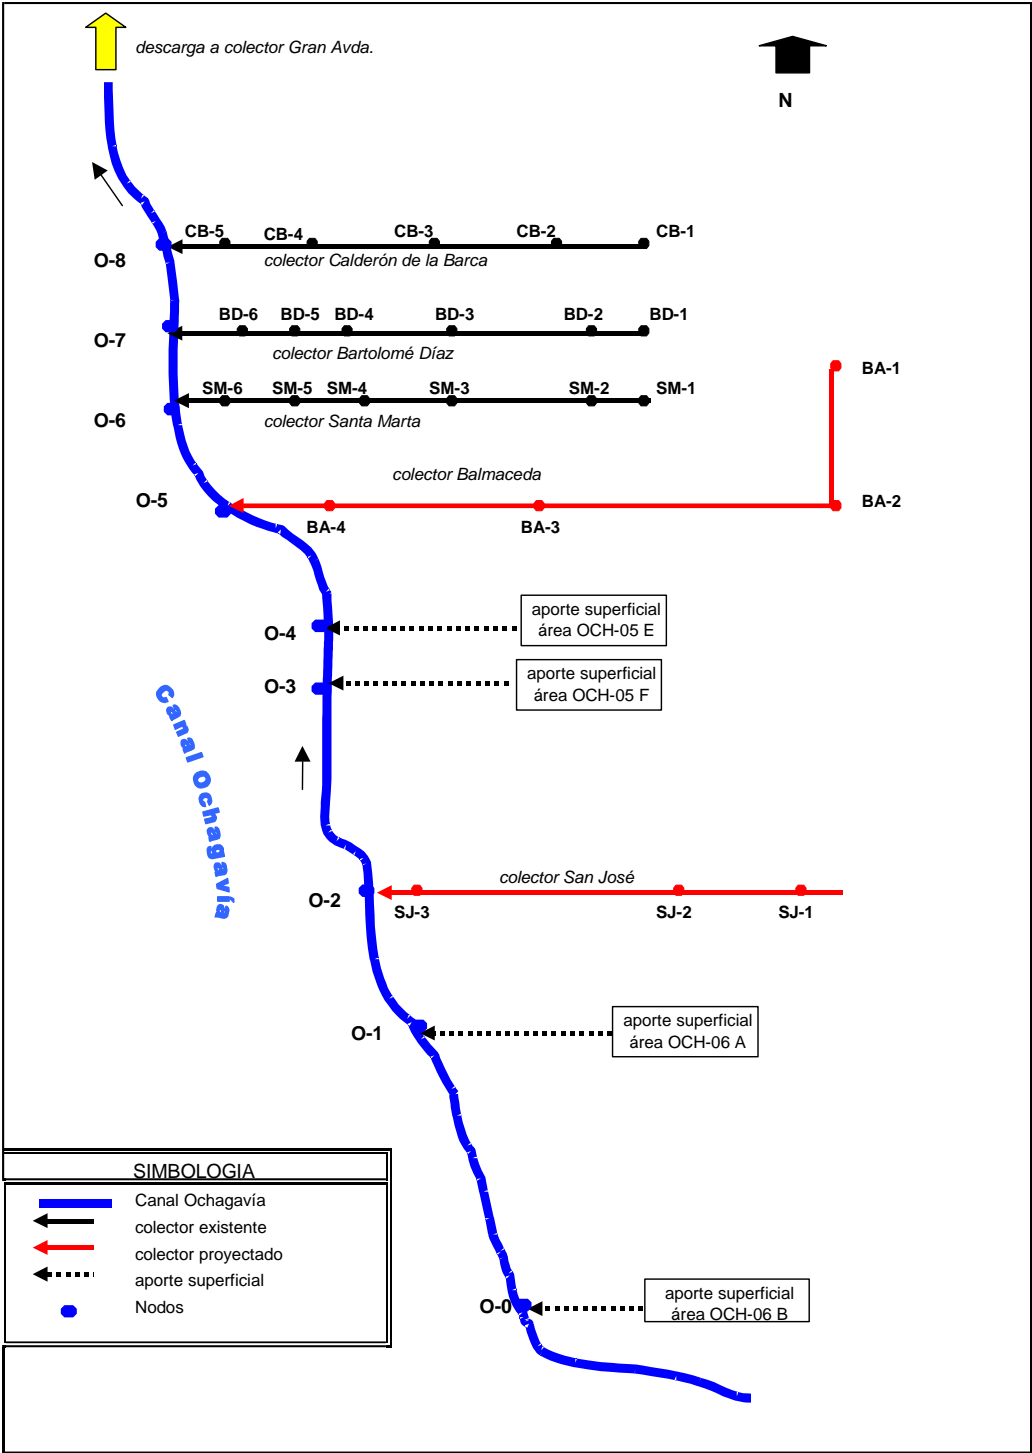 descarga a colector Gran Avda.
N
CB-5 CB-4 CB-3 CB-2 CB-1
O-8
colector Calderón de la Barca
BD-6 BD-5 BD-4 BD-3 BD-2 BD-1
O-7
colector Bartolomé Díaz
BA-1
SM-6 SM-5 SM-4 SM-3 SM-2 SM-1
O-6
colector Santa Marta
colector Balmaceda
O-5
BA-2
BA-4 BA-3
aporte superficial
área OCH-05 E
O-4
aporte superficial
área OCH-05 F
O-3
Canal Ochagavía
colector San José
O-2
SJ-3 SJ-2 SJ-1
aporte superficial
área OCH-06 A
O-1
SIMBOLOGIA
Canal Ochagavía
colector existente
colector proyectado
aporte superficial
Nodos
O-0
aporte superficial
área OCH-06 B